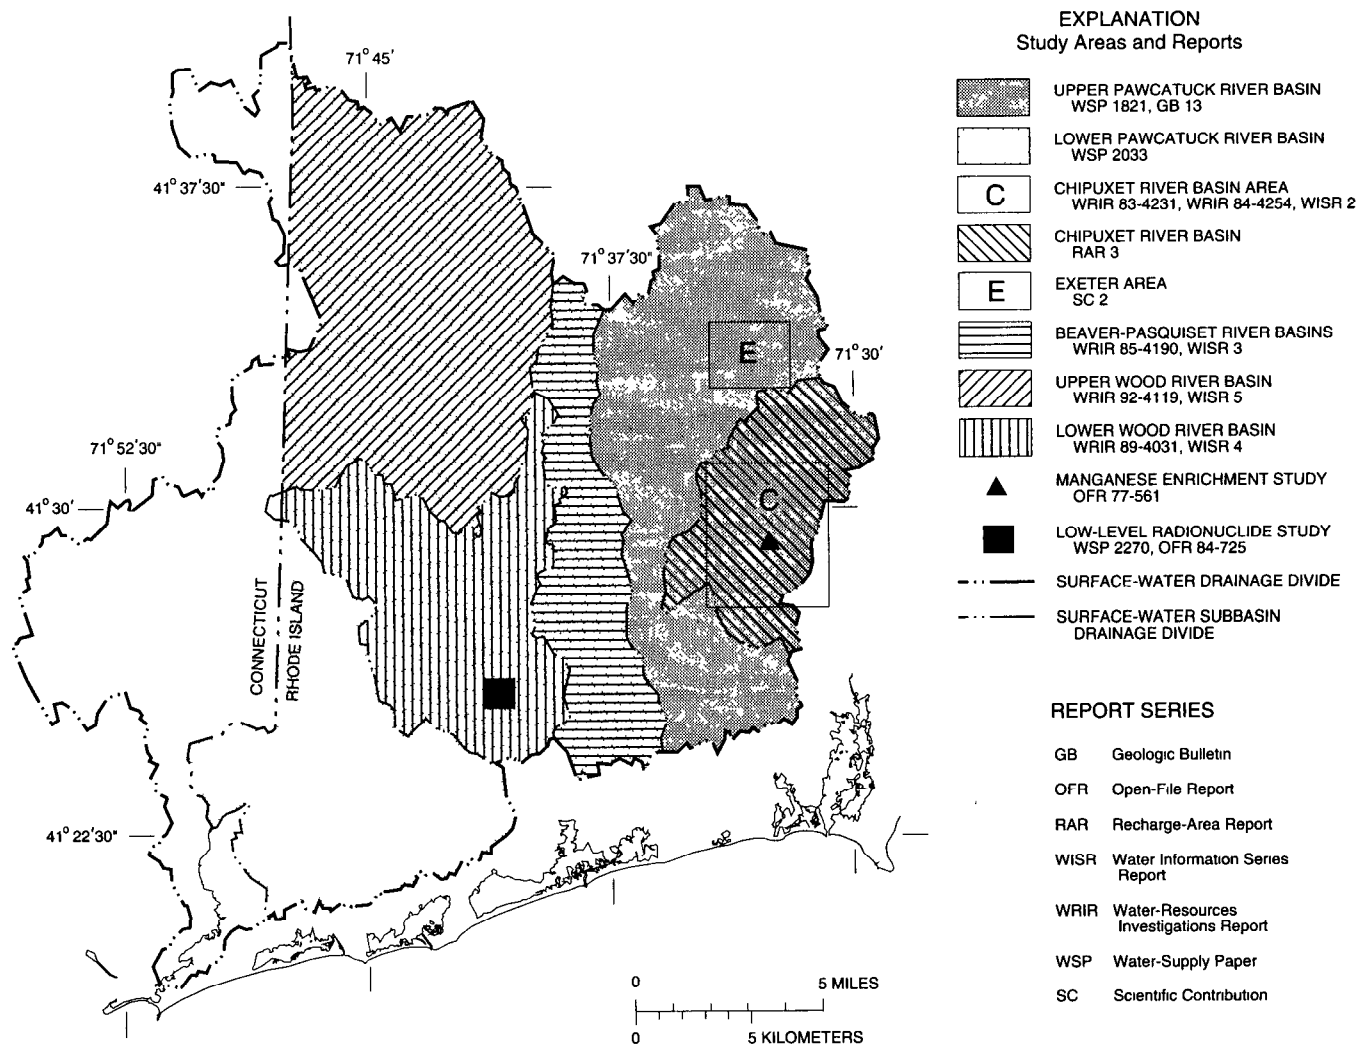 EXPLANATION
Study Areas and Reports
UPPER PAWCATUCK RIVER BASIN
WSP 1821, GB 13
LOWER PAWCATUCK RIVER BASIN
WSP 2033
C
CHIPUXET RIVER BASIN AREA
WRIR 83-4231, WRIR 84-4254, WISR 2
CHIPUXET RIVER BASIN
RAR 3
E
EXETER AREA
SC 2
BEAVER-PASQUISET RIVER BASINS
WRIR 85-4190, WISR 3
UPPER WOOD RIVER BASIN
WRIR 92-4119, WISR 5
LOWER WOOD RIVER BASIN
WRIR 89-4031, WISR 4
MANGANESE ENRICHMENT STUDY
OFR 77-561
LOW-LEVEL RADIONUCLIDE STUDY
WSP 2270, OFR 84-725
SURFACE-WATER DRAINAGE DIVIDE
SURFACE-WATER SUBBASIN
DRAINAGE DIVIDE
REPORT SERIES
GB Geologic Bulletin
OFR Open-File Report
RAR Recharge-Area Report
WISR Water Information Series
Report
WRIR Water-Resources
Investigations Report
WSP Water-Supply Paper
SC Scientific Contribution
71° 45'
41° 37'30"
71° 37'30"
E
71° 30'
71° 52'30"
41° 30'
C
CONNECTICUT
RHODE ISLAND
41° 22'30"
0 5 MILES
0 5 KILOMETERS